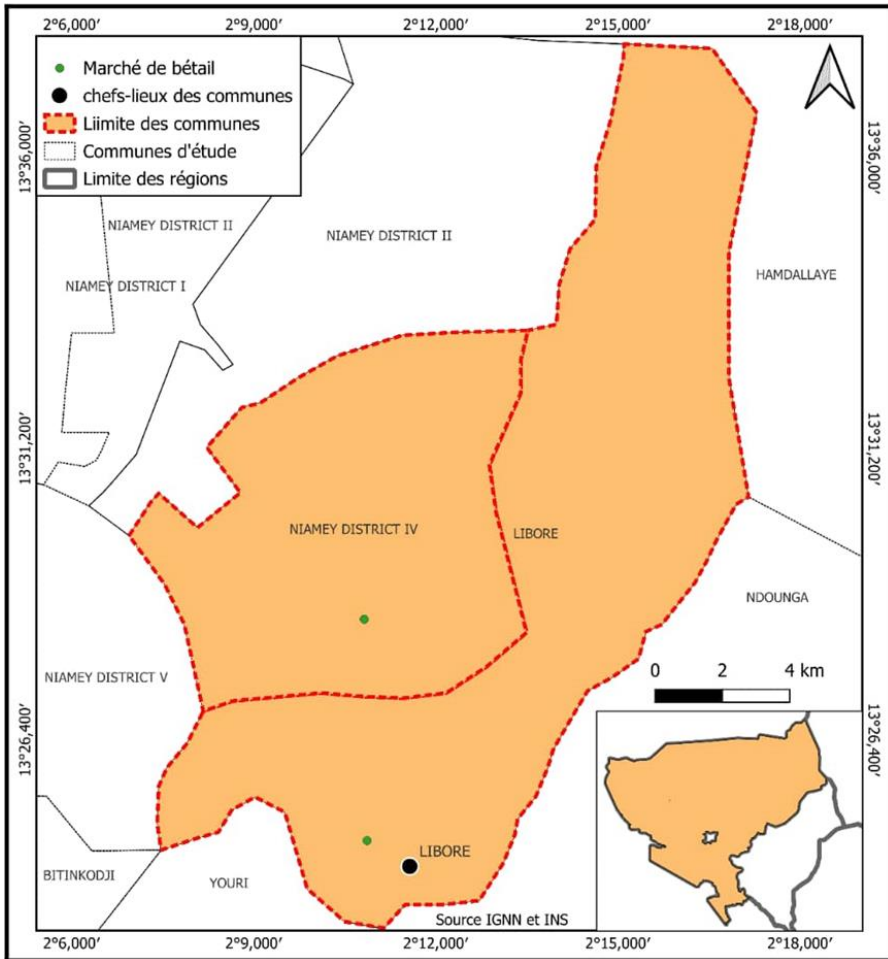 2°6,000′ 2°9,000′ 2°12,000′ 2°15,000′ 2°18,000′
Marché de bétail
chefs-lieux des communes
Liimite des communes
Communes d'étude
Limite des régions
13°36,000′
13°36,000′
NIAMEY DISTRICT II
NIAMEY DISTRICT II
NIAMEY DISTRICT I
HAMDALLAYE
13°31,200′
13°31,200′
NIAMEY DISTRICT IV
LIBORE
NDOUNGA
NIAMEY DISTRICT V
0 2 4 km
13°26,400′
13°26,400′
LIBORE
BITINKODJI
YOURI
Source IGNN et INS
2°6,000′ 2°9,000′ 2°12,000′ 2°15,000′ 2°18,000′